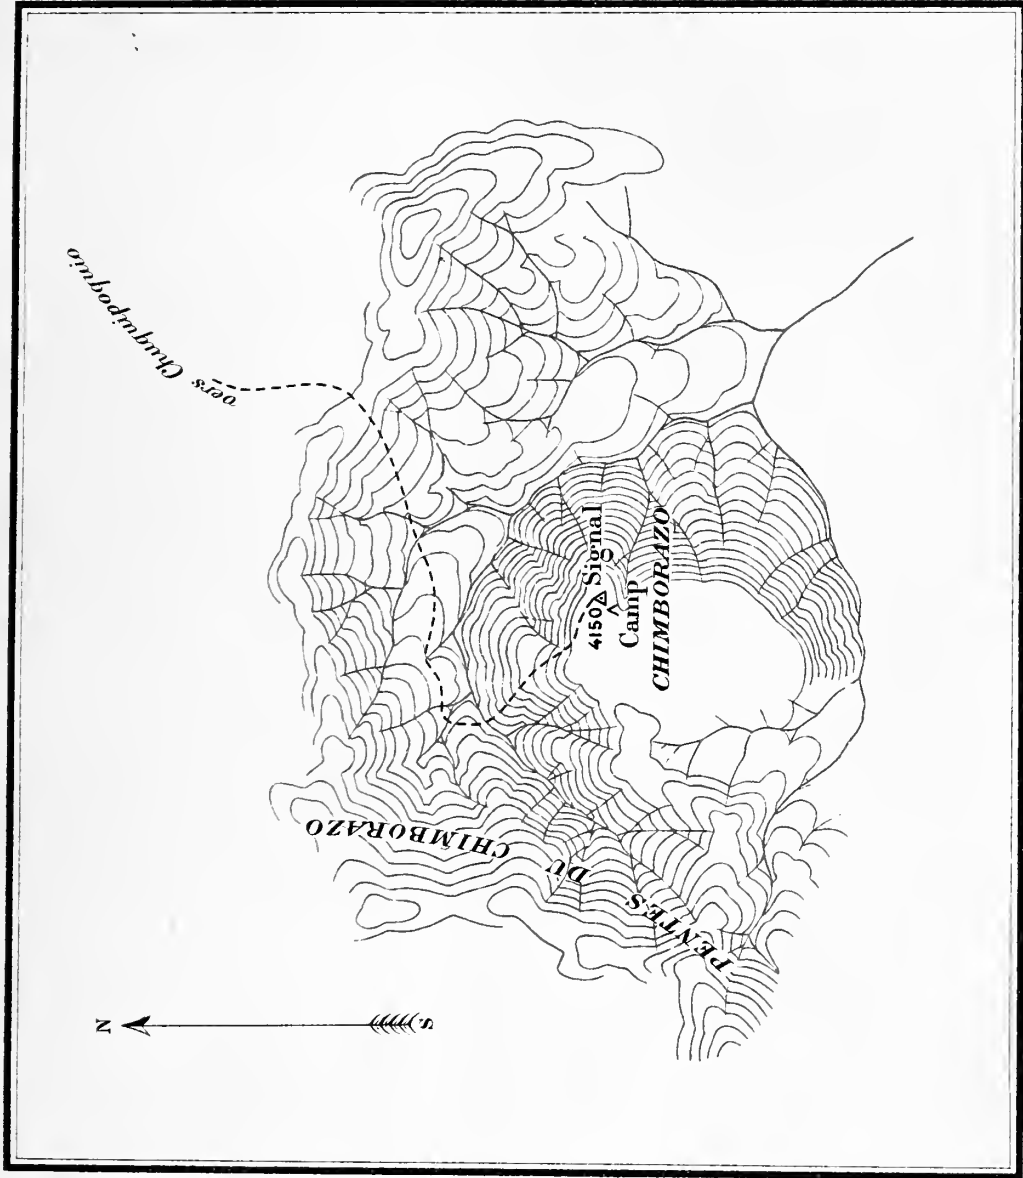 vers Chuquipoquio
4150 Signal
Camp
CHIMBORAZO
PENTES DU CHIMBORAZO
N
S